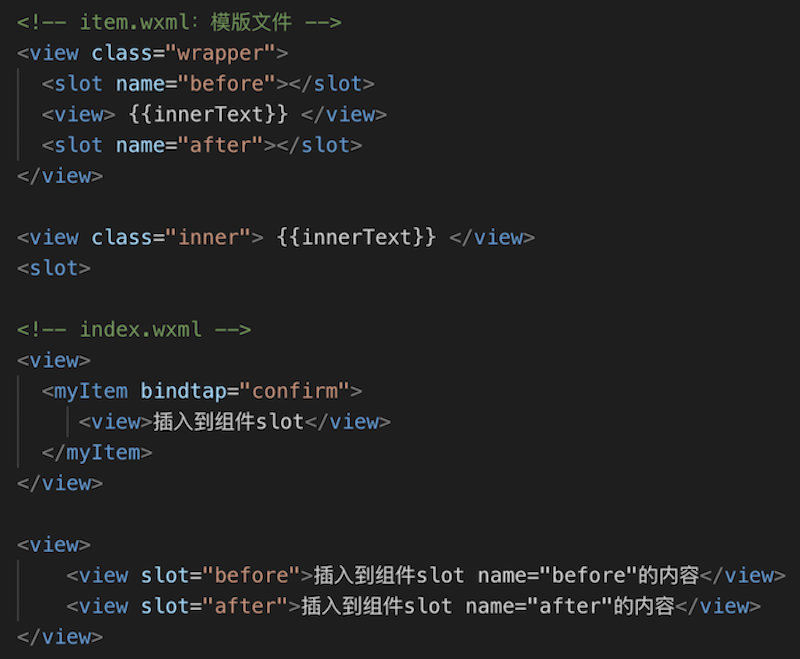 <!-- item.wxml: 模版文件 -->
<view class="wrapper">
  <slot name="before"></slot>
  <view> {{innerText}} </view>
  <slot name="after"></slot>
</view>

<view class="inner"> {{innerText}} </view>
<slot>

<!-- index.wxml -->
<view>
  <myItem bindtap="confirm">
     <view>插入到组件slot</view>
  </myItem>
</view>

<view>
    <view slot="before">插入到组件slot name="before"的内容</view>
    <view slot="after">插入到组件slot name="after"的内容</view>
</view>